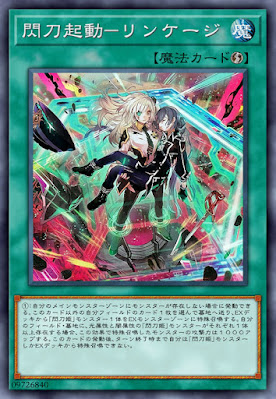 閃刀起動－リンケージ
魔
【魔法カード】
①:自分のメインモンスターゾーンにモンスターが存在しない場合に発動でき
る。このカード以外の自分フィールドのカード１枚を選んで墓地へ送り、EXデ
ッキから「閃刀姫」モンスター１体をEXモンスターゾーンに特殊召喚する。自分
のフィールド・墓地に、光属性と闇属性の「閃刀姫」モンスターがそれぞれ１体
以上存在する場合、この効果で特殊召喚したモンスターの攻撃力は１０００ア
ップする。このカードの発動後、ターン終了時まで自分は「閃刀姫」モンスター
しかEXデッキから特殊召喚できない。
09726840